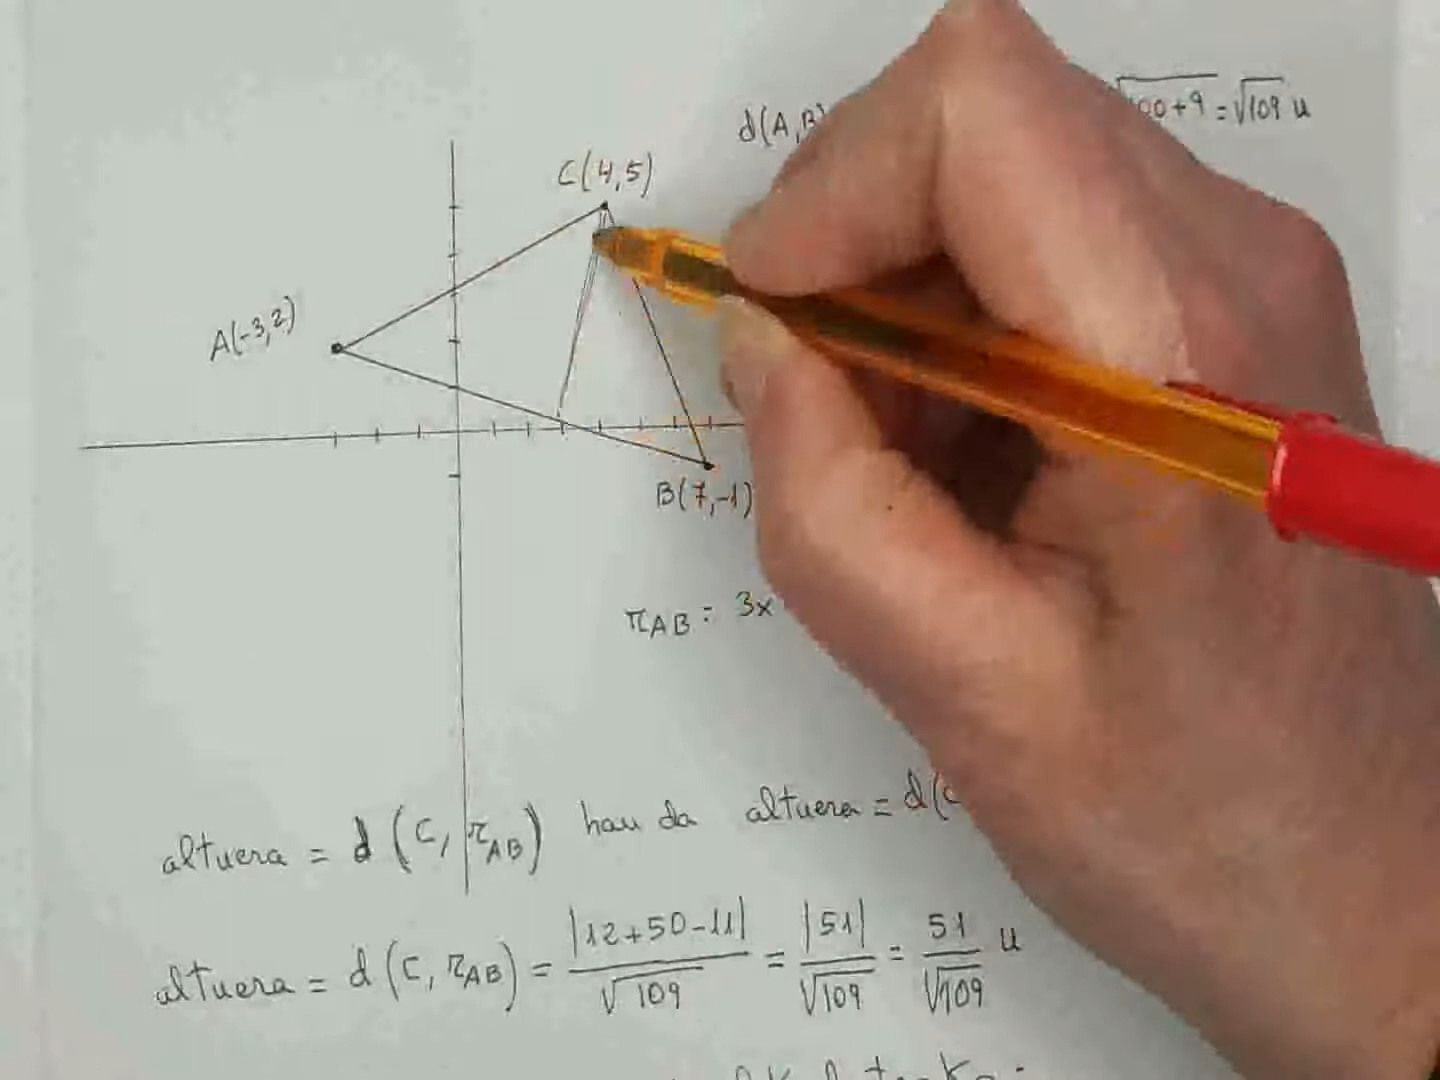 d(A,B) 00+9 = √109 u
C(4,5)
A(-3,2)
B(7,-1)
r_AB : 3x
altuera = d (C, r_AB) hau da altuera = d(C
altuera = d (C, r_AB) = |12+50-11| / √109 = |51| / √109 = 51 / √109 u